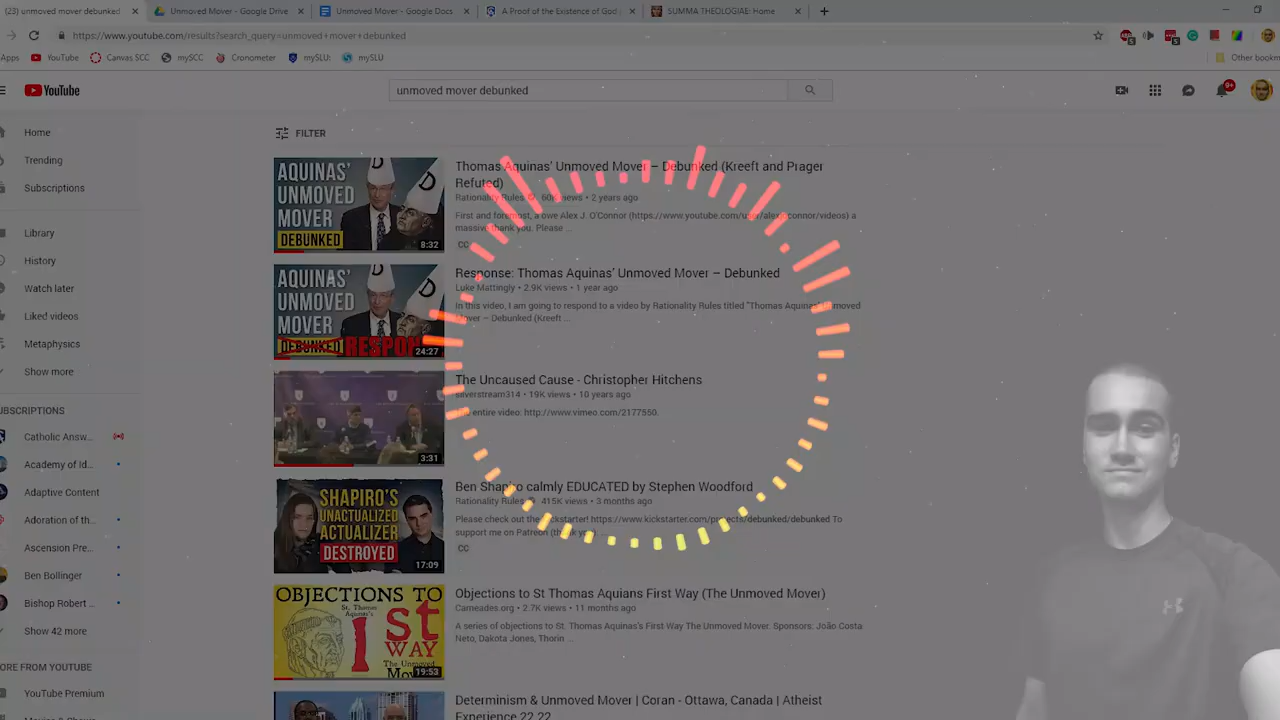 (23) unmoved mover debunked
Unmoved Mover - Google Drive
Unmoved Mover - Google Docs
A Proof of the Existence of God
SUMMA THEOLOGIAE: Home
https://www.youtube.com/results?search_query=unmoved+mover+debunked
Apps
YouTube
Canvas SCC
mySCC
Cronometer
mySLU:
mySLU
Other bookm
YouTube
unmoved mover debunked
9+
Home
Trending
Subscriptions
Library
History
Watch later
Liked videos
Metaphysics
Show more
UBSCRIPTIONS
Catholic Answ...
Academy of Id...
Adaptive Content
Adoration of th...
Ascension Pre...
Ben Bollinger
Bishop Robert ...
Show 42 more
ORE FROM YOUTUBE
YouTube Premium
Movies & Shows
FILTER
AQUINAS'
UNMOVED
MOVER
DEBUNKED
8:32
Thomas Aquinas' Unmoved Mover – Debunked (Kreeft and Prager
Refuted)
Rationality Rules 60K views • 2 years ago
First and foremost, a owe Alex J. O'Connor (https://www.youtube.com/user/alexjoconnor/videos) a
massive thank you. Please ...
CC
AQUINAS'
UNMOVED
MOVER
DEBUNKED RESPON
24:27
Response: Thomas Aquinas' Unmoved Mover – Debunked
Luke Mattingly • 2.9K views • 1 year ago
In this video, I am going to respond to a video by Rationality Rules titled "Thomas Aquinas' Unmoved
Mover – Debunked (Kreeft ...
3:31
The Uncaused Cause - Christopher Hitchens
silverstream314 • 19K views • 10 years ago
entire video: http://www.vimeo.com/2177550.
SHAPIRO'S
UNACTUALIZED
ACTUALIZER
DESTROYED
17:09
Ben Shapiro calmly EDUCATED by Stephen Woodford
Rationality Rules 415K views • 3 months ago
Please check out the kickstarter! https://www.kickstarter.com/projects/debunked/debunked To
support me on Patreon (thank you) ...
CC
OBJECTIONS TO
St. Thomas
Aquinas's
1st
WAY
The Unmoved
Mov
19:53
Objections to St Thomas Aquians First Way (The Unmoved Mover)
Carneades.org • 2.7K views • 11 months ago
A series of objections to St. Thomas Aquinas's First Way The Unmoved Mover. Sponsors: João Costa
Neto, Dakota Jones, Thorin ...
Determinism & Unmoved Mover | Coran - Ottawa, Canada | Atheist
Experience 22.22